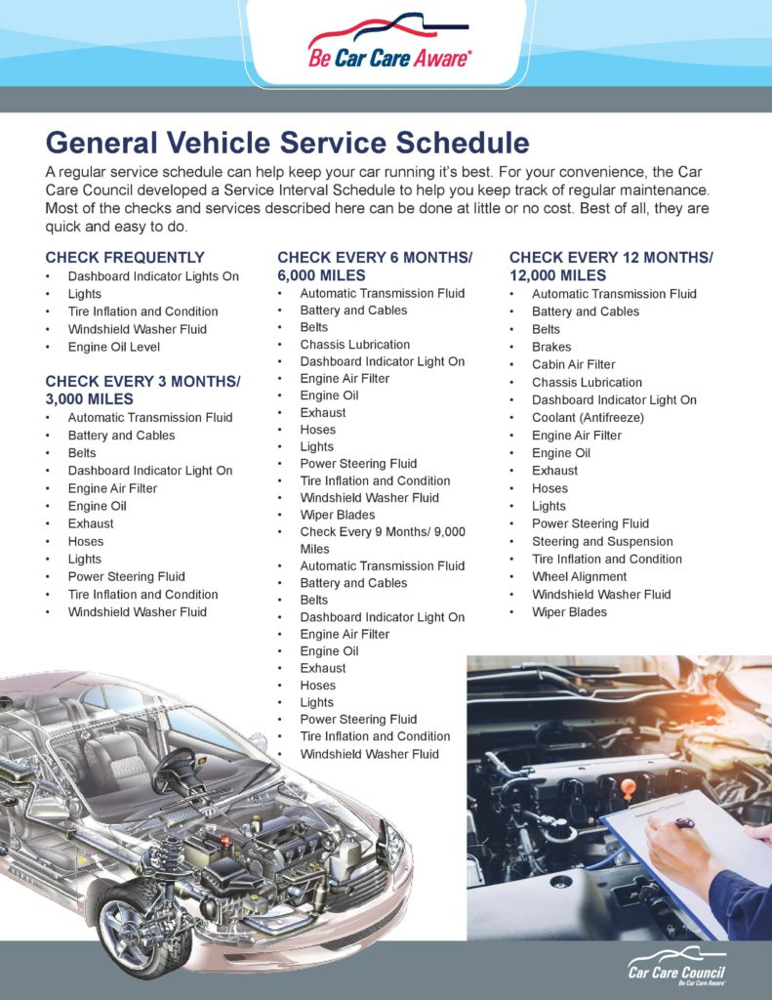 Be Car Care Aware®
General Vehicle Service Schedule
A regular service schedule can help keep your car running it's best. For your convenience, the Car
Care Council developed a Service Interval Schedule to help you keep track of regular maintenance.
Most of the checks and services described here can be done at little or no cost. Best of all, they are
quick and easy to do.
CHECK FREQUENTLY
• Dashboard Indicator Lights On
• Lights
• Tire Inflation and Condition
• Windshield Washer Fluid
• Engine Oil Level
CHECK EVERY 3 MONTHS/
3,000 MILES
• Automatic Transmission Fluid
• Battery and Cables
• Belts
• Dashboard Indicator Light On
• Engine Air Filter
• Engine Oil
• Exhaust
• Hoses
• Lights
• Power Steering Fluid
• Tire Inflation and Condition
• Windshield Washer Fluid
CHECK EVERY 6 MONTHS/
6,000 MILES
• Automatic Transmission Fluid
• Battery and Cables
• Belts
• Chassis Lubrication
• Dashboard Indicator Light On
• Engine Air Filter
• Engine Oil
• Exhaust
• Hoses
• Lights
• Power Steering Fluid
• Tire Inflation and Condition
• Windshield Washer Fluid
• Wiper Blades
• Check Every 9 Months/ 9,000
Miles
• Automatic Transmission Fluid
• Battery and Cables
• Belts
• Dashboard Indicator Light On
• Engine Air Filter
• Engine Oil
• Exhaust
• Hoses
• Lights
• Power Steering Fluid
• Tire Inflation and Condition
• Windshield Washer Fluid
CHECK EVERY 12 MONTHS/
12,000 MILES
• Automatic Transmission Fluid
• Battery and Cables
• Belts
• Brakes
• Cabin Air Filter
• Chassis Lubrication
• Dashboard Indicator Light On
• Coolant (Antifreeze)
• Engine Air Filter
• Engine Oil
• Exhaust
• Hoses
• Lights
• Power Steering Fluid
• Steering and Suspension
• Tire Inflation and Condition
• Wheel Alignment
• Windshield Washer Fluid
• Wiper Blades
Car Care Council
Be Car Care Aware®